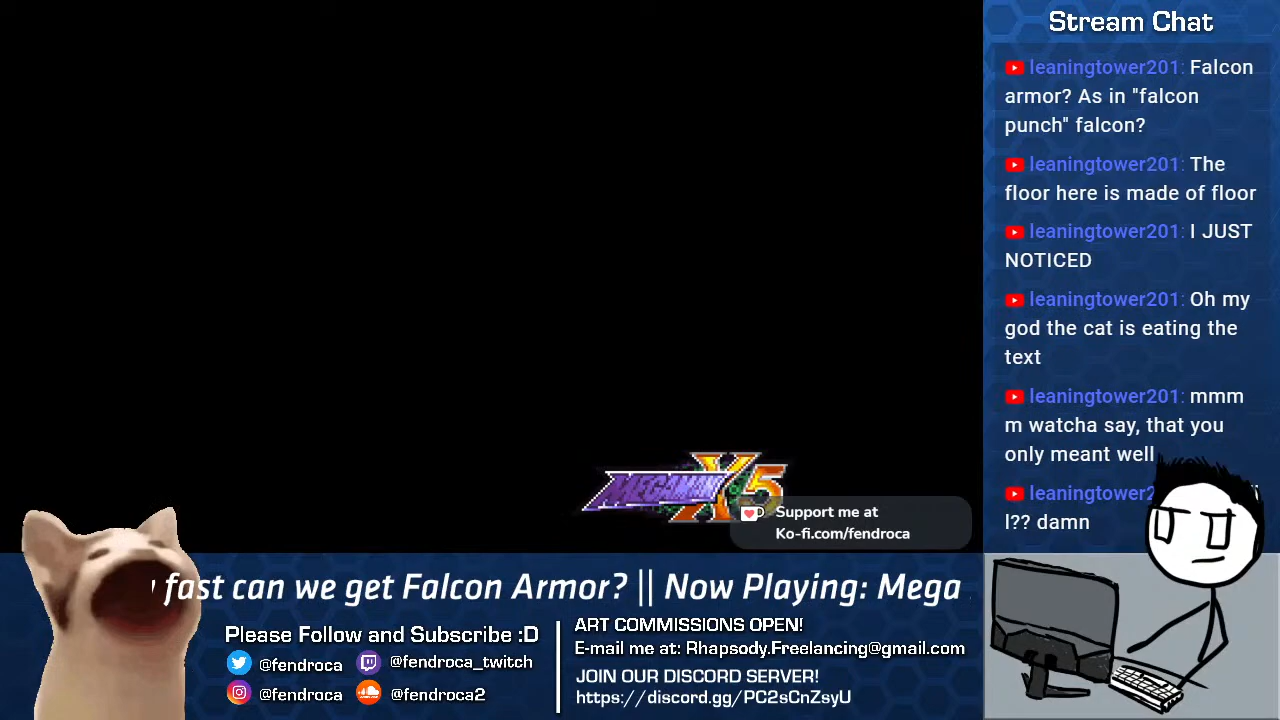 Stream Chat
leaningtower201: Falcon
armor? As in "falcon
punch" falcon?
leaningtower201: The
floor here is made of floor
leaningtower201: I JUST
NOTICED
leaningtower201: Oh my
god the cat is eating the
text
leaningtower201: mmm
m watcha say, that you
only meant well
leaningtower2
l?? damn
MEGAMAN X5
Support me at
Ko-fi.com/fendroca
fast can we get Falcon Armor? || Now Playing: Mega
Please Follow and Subscribe :D
@fendroca @fendroca_twitch
@fendroca @fendroca2
ART COMMISSIONS OPEN!
E-mail me at: Rhapsody.Freelancing@gmail.com
JOIN OUR DISCORD SERVER!
https://discord.gg/PC2sCnZsyU